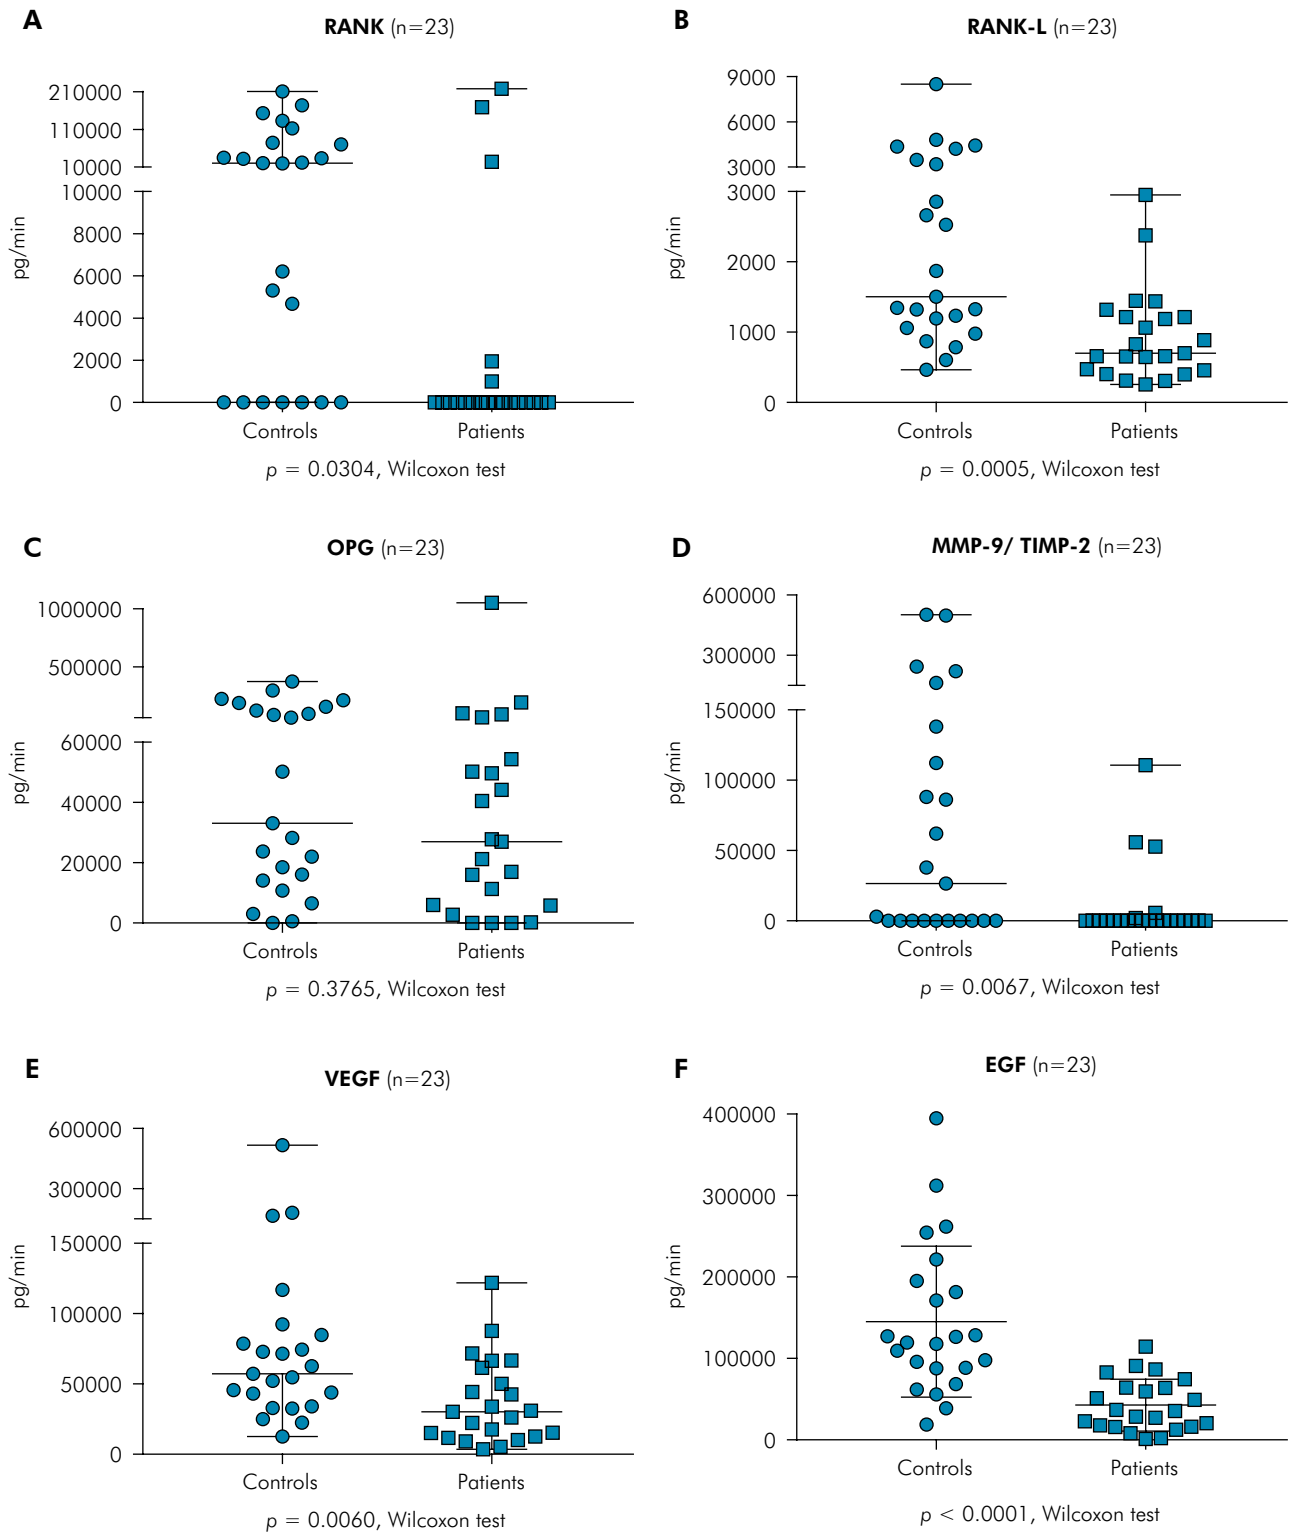 A
RANK (n=23)
210000
110000
10000
10000
8000
6000
4000
2000
0
pg/min
Controls
Patients
p = 0.0304, Wilcoxon test
B
RANK-L (n=23)
9000
6000
3000
3000
2000
1000
0
pg/min
Controls
Patients
p = 0.0005, Wilcoxon test
C
OPG (n=23)
1000000
500000
60000
40000
20000
0
pg/min
Controls
Patients
p = 0.3765, Wilcoxon test
D
MMP-9/ TIMP-2 (n=23)
600000
300000
150000
100000
50000
0
pg/min
Controls
Patients
p = 0.0067, Wilcoxon test
E
VEGF (n=23)
600000
300000
150000
100000
50000
0
pg/min
Controls
Patients
p = 0.0060, Wilcoxon test
F
EGF (n=23)
400000
300000
200000
100000
0
pg/min
Controls
Patients
p < 0.0001, Wilcoxon test